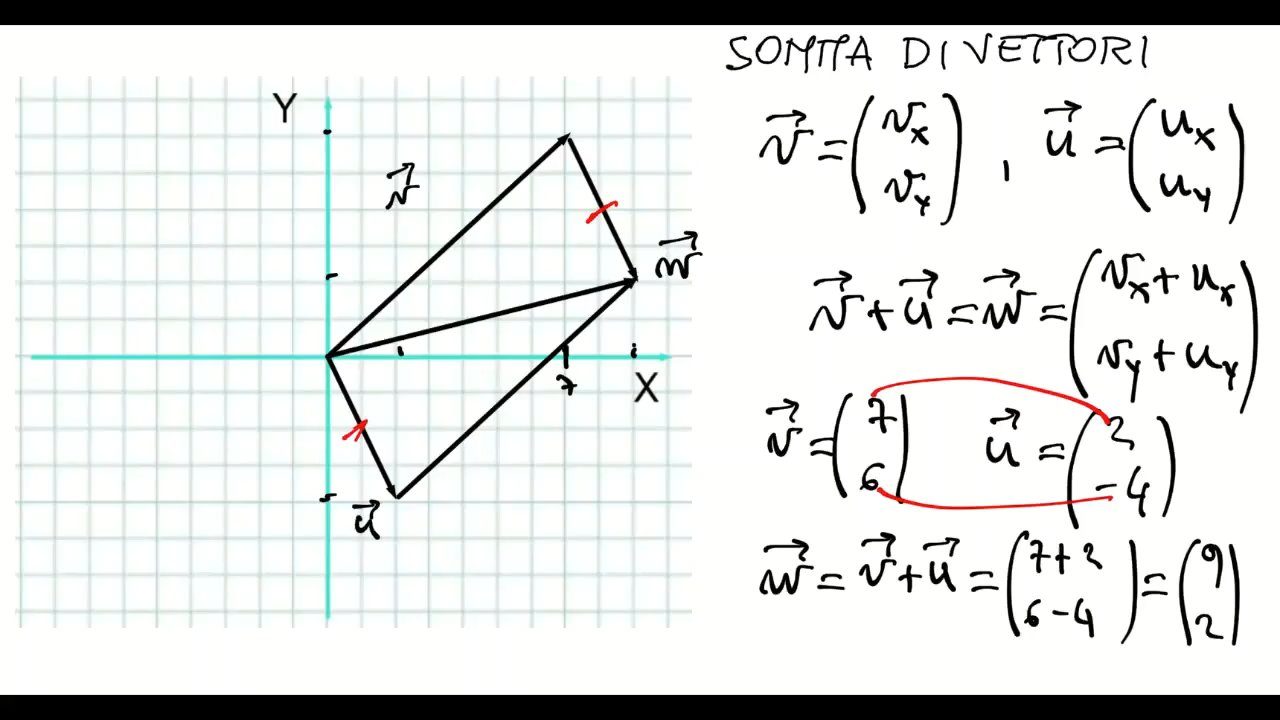 SOMMA DI VETTORI
Y
v⃗ = (vx vy) , u⃗ = (ux uy)
v⃗
w⃗
v⃗ + u⃗ = w⃗ = (vx + ux vy + uy)
7
X
v⃗ = (7 6) u⃗ = (2 -4)
u⃗
w⃗ = v⃗ + u⃗ = (7+2 6-4) = (9 2)